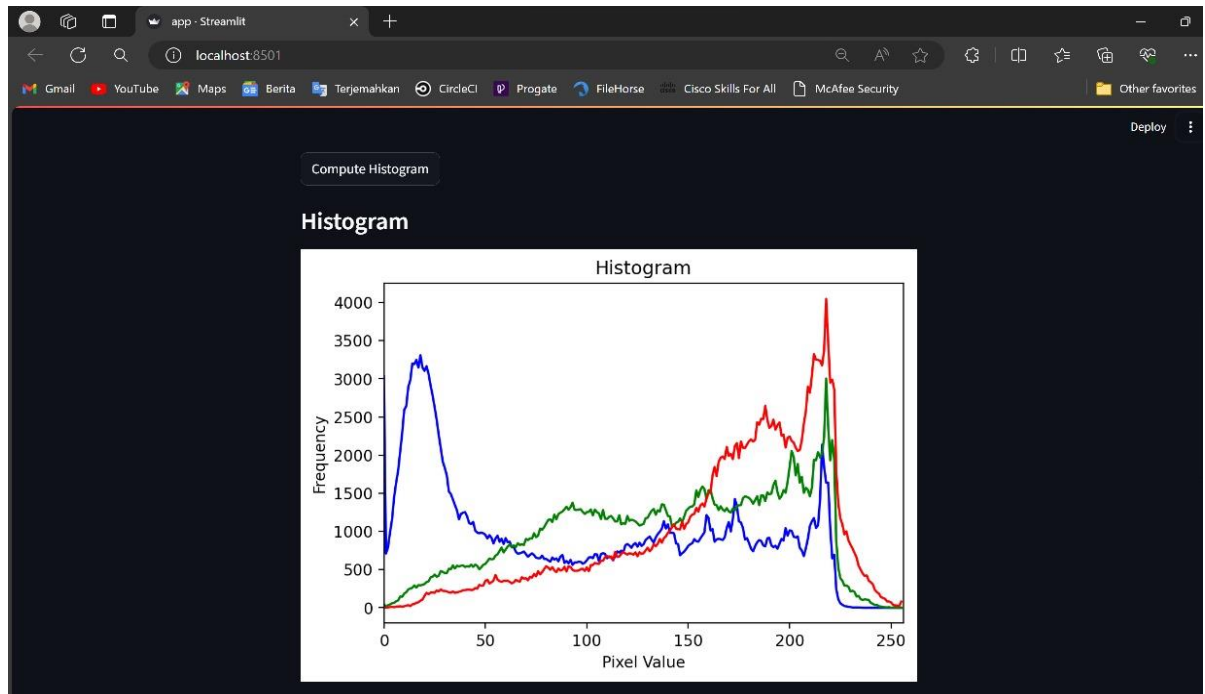 app - Streamlit
localhost:8501
Gmail YouTube Maps Berita Terjemahkan CircleCI Progate FileHorse Cisco Skills For All McAfee Security Other favorites
Deploy
Compute Histogram
Histogram
Histogram
4000
3500
3000
2500
2000
1500
1000
500
0
Frequency
0 50 100 150 200 250
Pixel Value